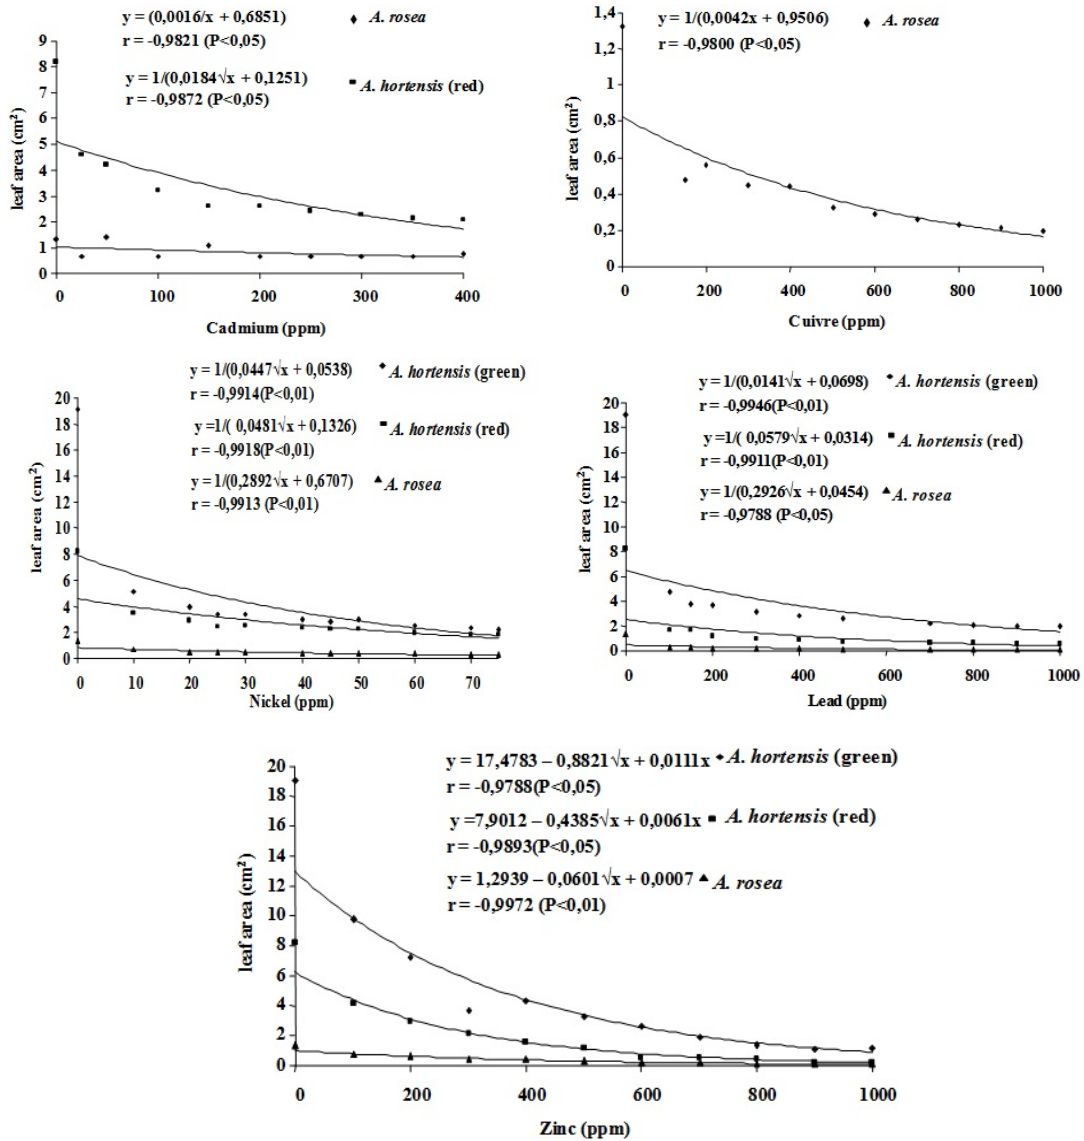 y = (0,0016/x + 0,6851) A. rosea
r = -0,9821 (P<0,05)
y = 1/(0,0184√x + 0,1251)
r = -0,9872 (P<0,05)
A. hortensis (red)
leaf area (cm²)
9
8
7
6
5
4
3
2
1
0
0 100 200 300 400
Cadmium (ppm)
y = 1/(0,0042x + 0,9506) A. rosea
r = -0,9800 (P<0,05)
leaf area (cm²)
1,4
1,2
1
0,8
0,6
0,4
0,2
0
0 200 400 600 800 1000
Cuivre (ppm)
y = 1/(0,0447√x + 0,0538) A. hortensis (green)
r = -0,9914(P<0,01)
y =1/( 0,0481√x + 0,1326) A. hortensis (red)
r = -0,9918(P<0,01)
y = 1/(0,2892√x + 0,6707) A. rosea
r = -0,9913 (P<0,01)
leaf area (cm²)
20
18
16
14
12
10
8
6
4
2
0
0 10 20 30 40 50 60 70
Nickel (ppm)
y = 1/(0,0141√x + 0,0698) A. hortensis (green)
r = -0,9946(P<0,01)
y =1/( 0,0579√x + 0,0314) A. hortensis (red)
r = -0,9911(P<0,01)
y = 1/(0,2926√x + 0,0454) A. rosea
r = -0,9788 (P<0,05)
leaf area (cm²)
20
18
16
14
12
10
8
6
4
2
0
0 200 400 600 800 1000
Lead (ppm)
y = 17,4783 – 0,8821√x + 0,0111x A. hortensis (green)
r = -0,9788(P<0,05)
y =7,9012 – 0,4385√x + 0,0061x A. hortensis (red)
r = -0,9893(P<0,05)
y = 1,2939 – 0,0601√x + 0,0007 A. rosea
r = -0,9972 (P<0,01)
leaf area (cm²)
20
18
16
14
12
10
8
6
4
2
0
0 200 400 600 800 1000
Zinc (ppm)